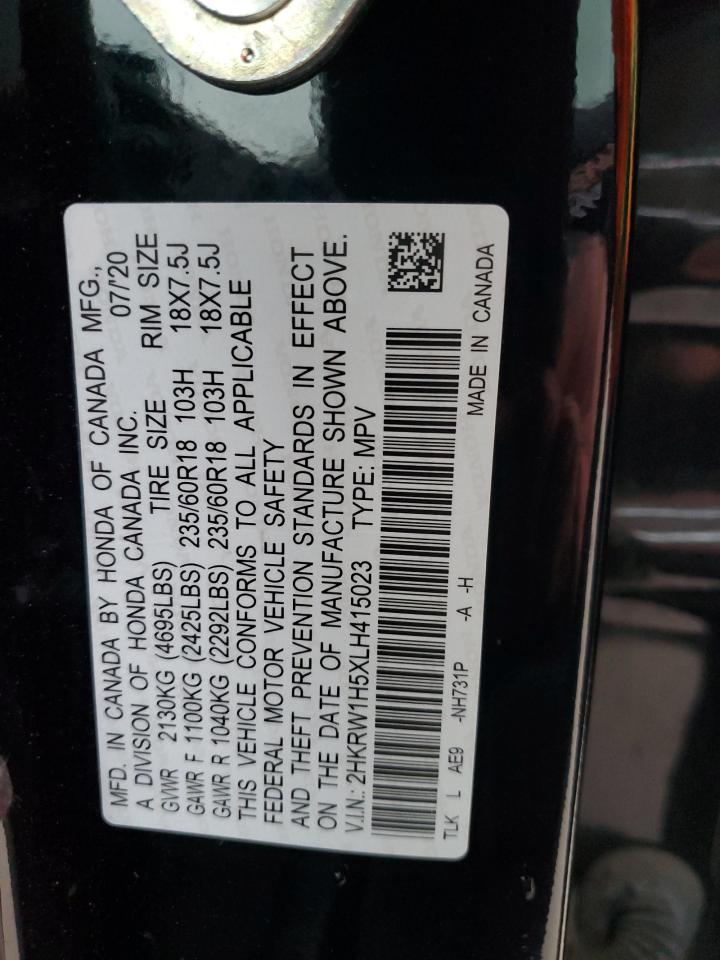 MFD. IN CANADA BY HONDA OF CANADA MFG.,
A DIVISION OF HONDA CANADA INC. 07/'20
GVWR 2130KG (4695LBS) TIRE SIZE RIM SIZE
GAWR F 1100KG (2425LBS) 235/60R18 103H 18X7.5J
GAWR R 1040KG (2292LBS) 235/60R18 103H 18X7.5J
THIS VEHICLE CONFORMS TO ALL APPLICABLE
FEDERAL MOTOR VEHICLE SAFETY
AND THEFT PREVENTION STANDARDS IN EFFECT
ON THE DATE OF MANUFACTURE SHOWN ABOVE.
V.I.N.: 2HKRW1H5XLH415023 TYPE: MPV
TLK L AE9 -NH731P -A -H
MADE IN CANADA